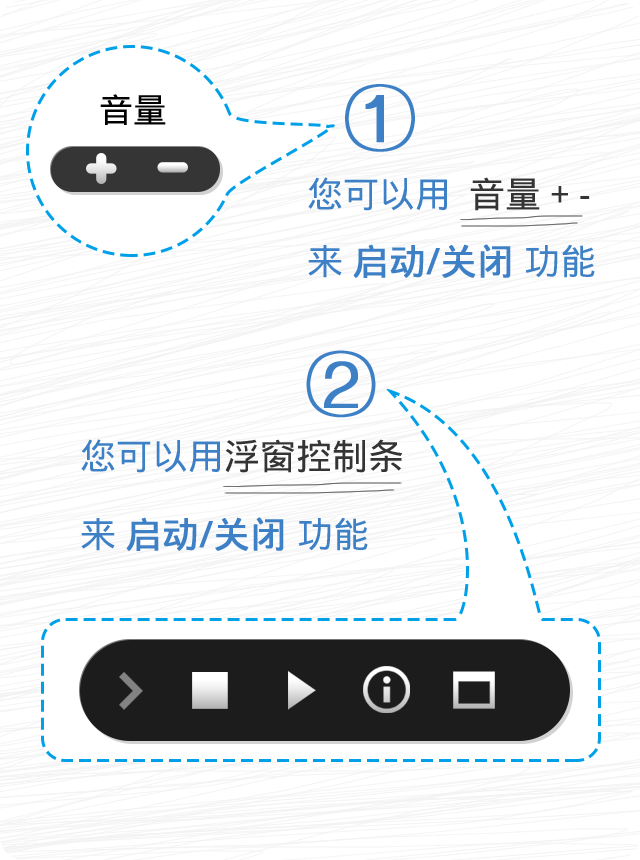 音量
①
您可以用 音量 + -
来 启动/关闭 功能
②
您可以用浮窗控制条
来 启动/关闭 功能